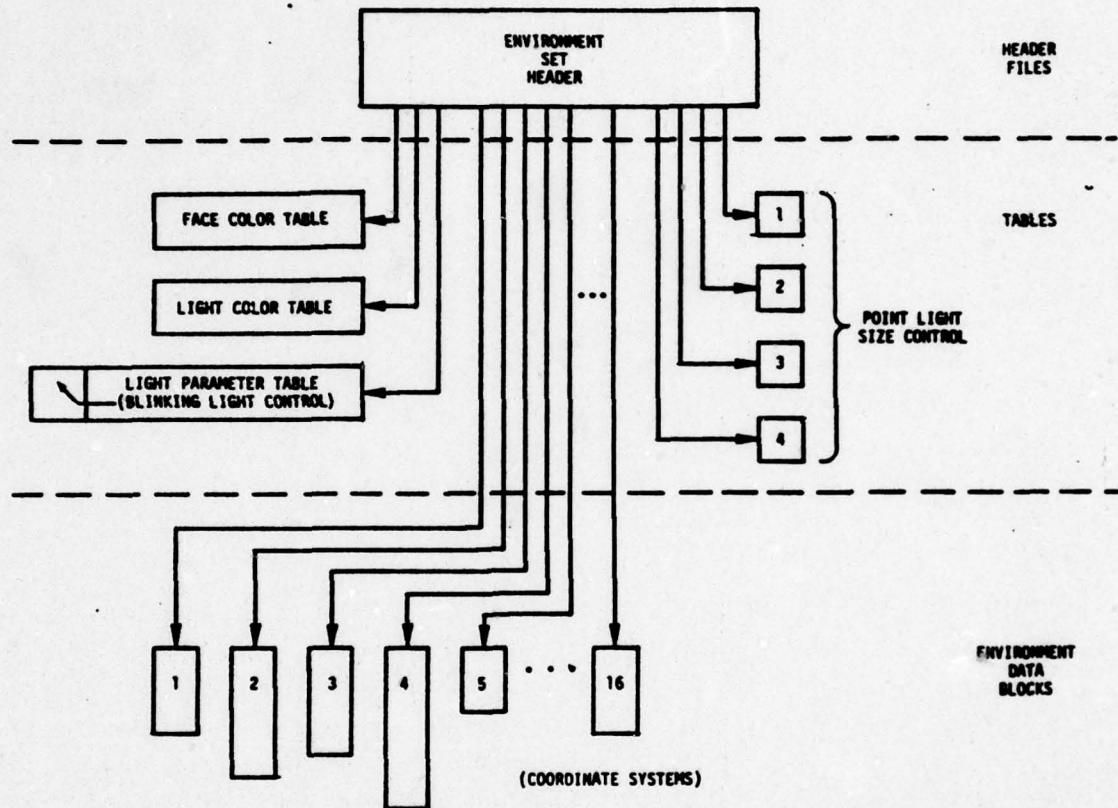 ENVIRONMENT
SET
HEADER
HEADER
FILES
FACE COLOR TABLE
LIGHT COLOR TABLE
LIGHT PARAMETER TABLE
(BLINKING LIGHT CONTROL)
...
1
2
3
4
POINT LIGHT
SIZE CONTROL
TABLES
1
2
3
4
5
...
16
ENVIRONMENT
DATA
BLOCKS
(COORDINATE SYSTEMS)